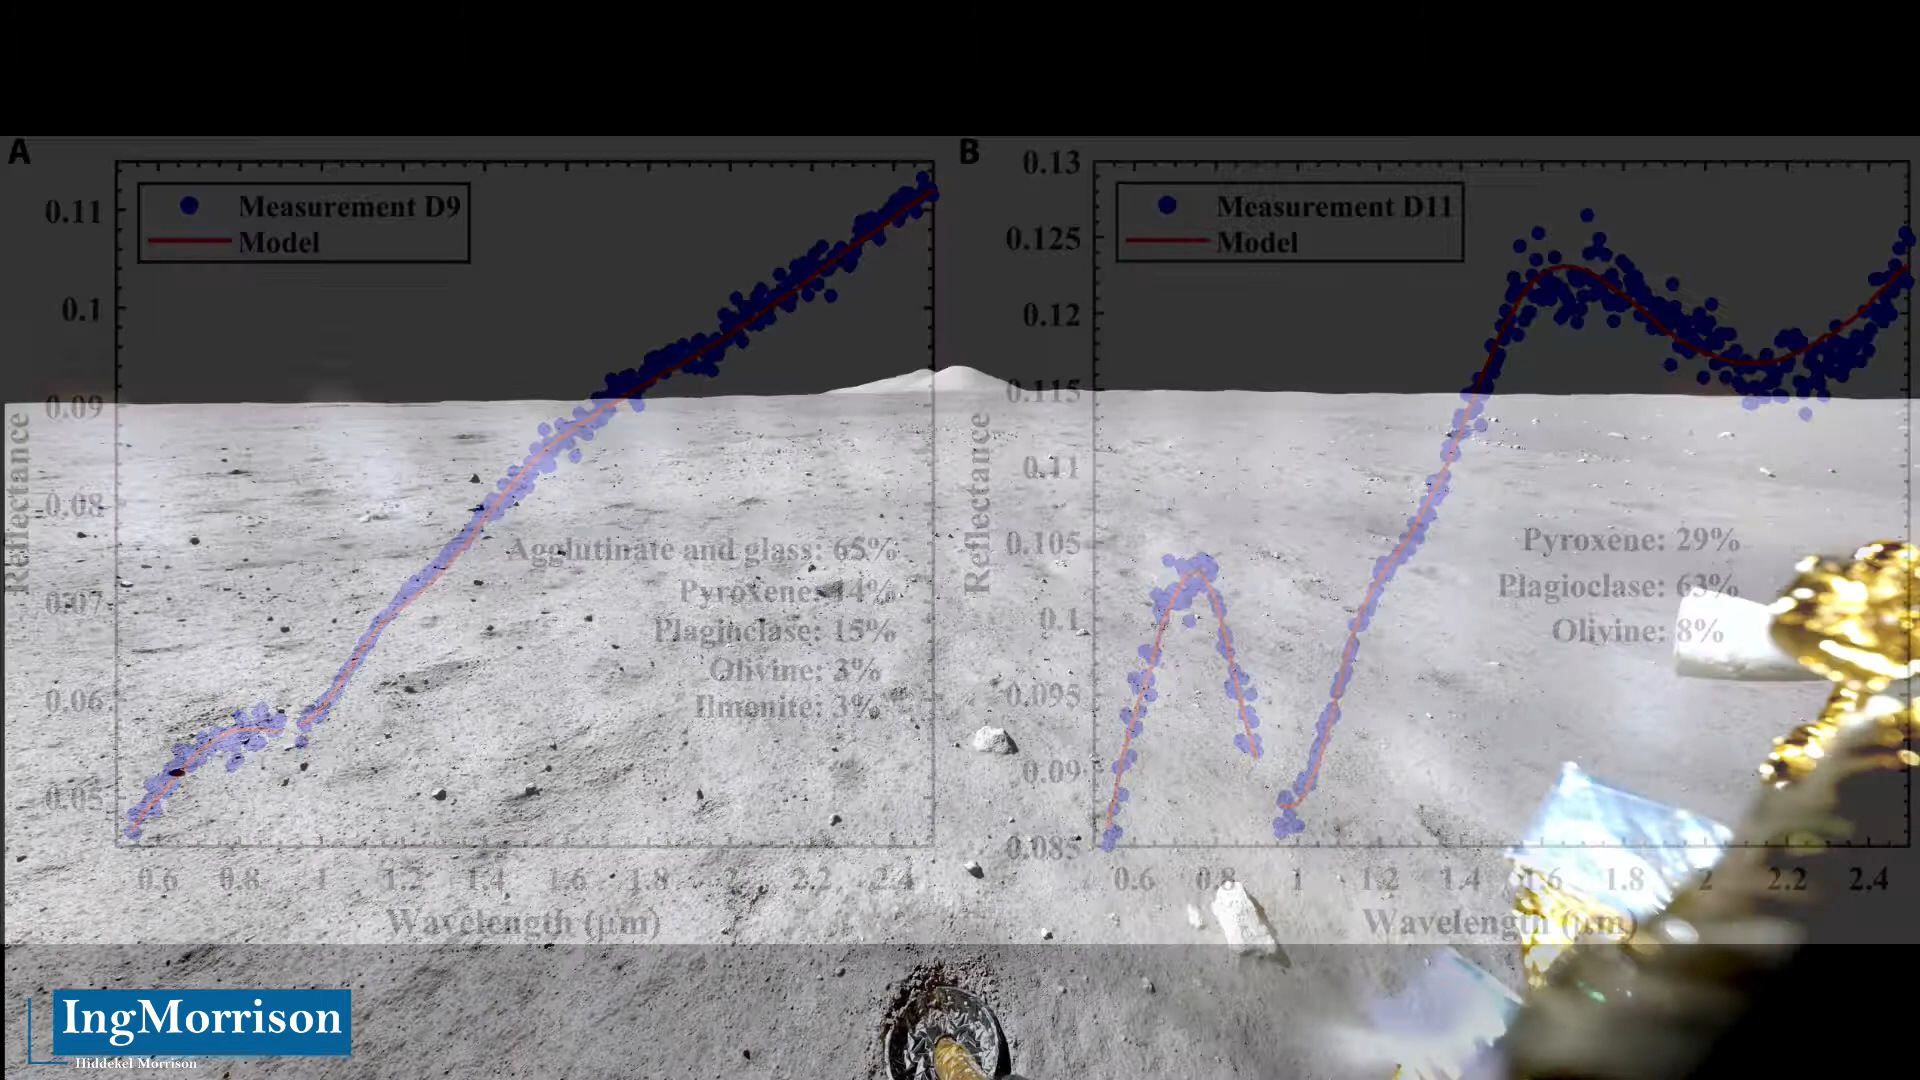 A
Measurement D9
Model
0.11
0.1
0.09
0.08
0.07
0.06
0.05
Reflectance
Agglutinate and glass: 65%
Pyroxene: 14%
Plagioclase: 15%
Olivine: 3%
Ilmonite: 3%
0.6 0.8 1 1.2 1.4 1.6 1.8 2 2.2 2.4
Wavelength (μm)
B
Measurement D11
Model
0.13
0.125
0.12
0.115
0.11
0.105
0.1
0.095
0.09
0.085
Reflectance
Pyroxene: 29%
Plagioclase: 63%
Olivine: 8%
0.6 0.8 1 1.2 1.4 1.6 1.8 2 2.2 2.4
Wavelength (μm)
IngMorrison
Hiddekel Morrison